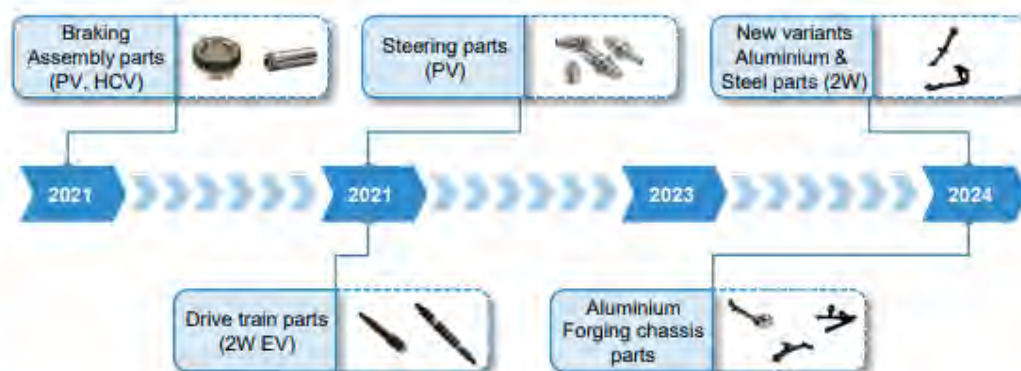 Braking
Assembly parts
(PV, HCV)
Steering parts
(PV)
New variants
Aluminium &
Steel parts (2W)
2021
2021
2023
2024
Drive train parts
(2W EV)
Aluminium
Forging chassis
parts